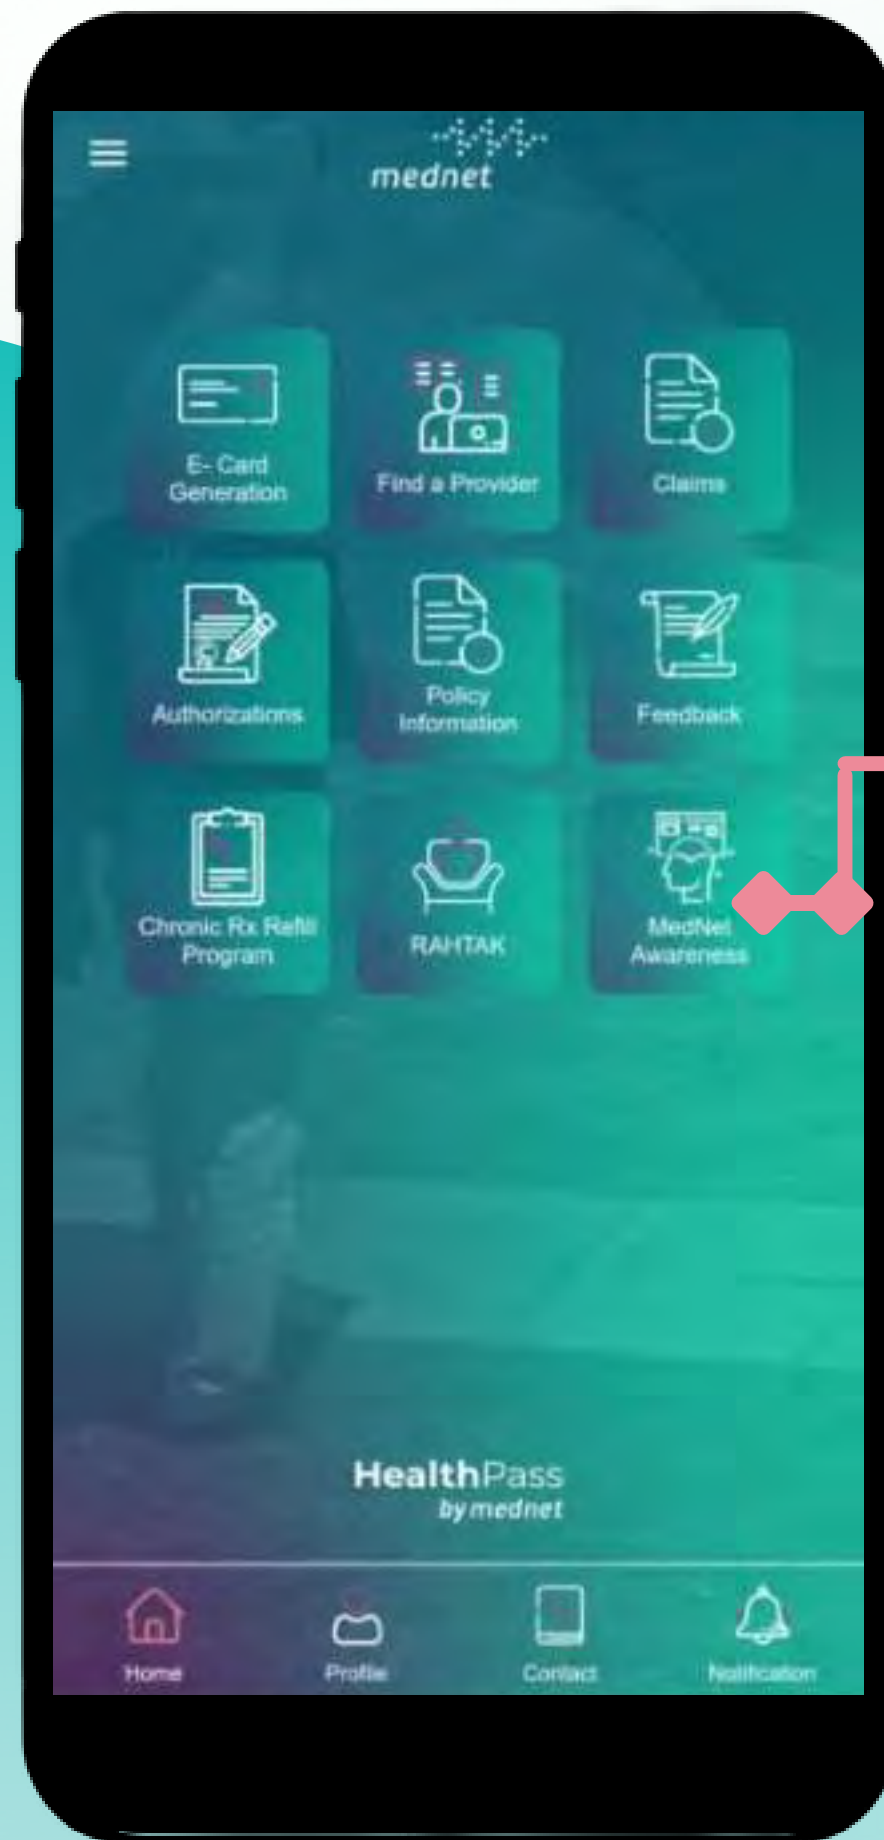 mednet
E- Card
Generation
Find a Provider
Claims
Authorizations
Policy
Information
Feedback
Chronic Rx Refill
Program
RAHTAK
MedNet
Awareness
HealthPass
by mednet
Home
Profile
Contact
Notification